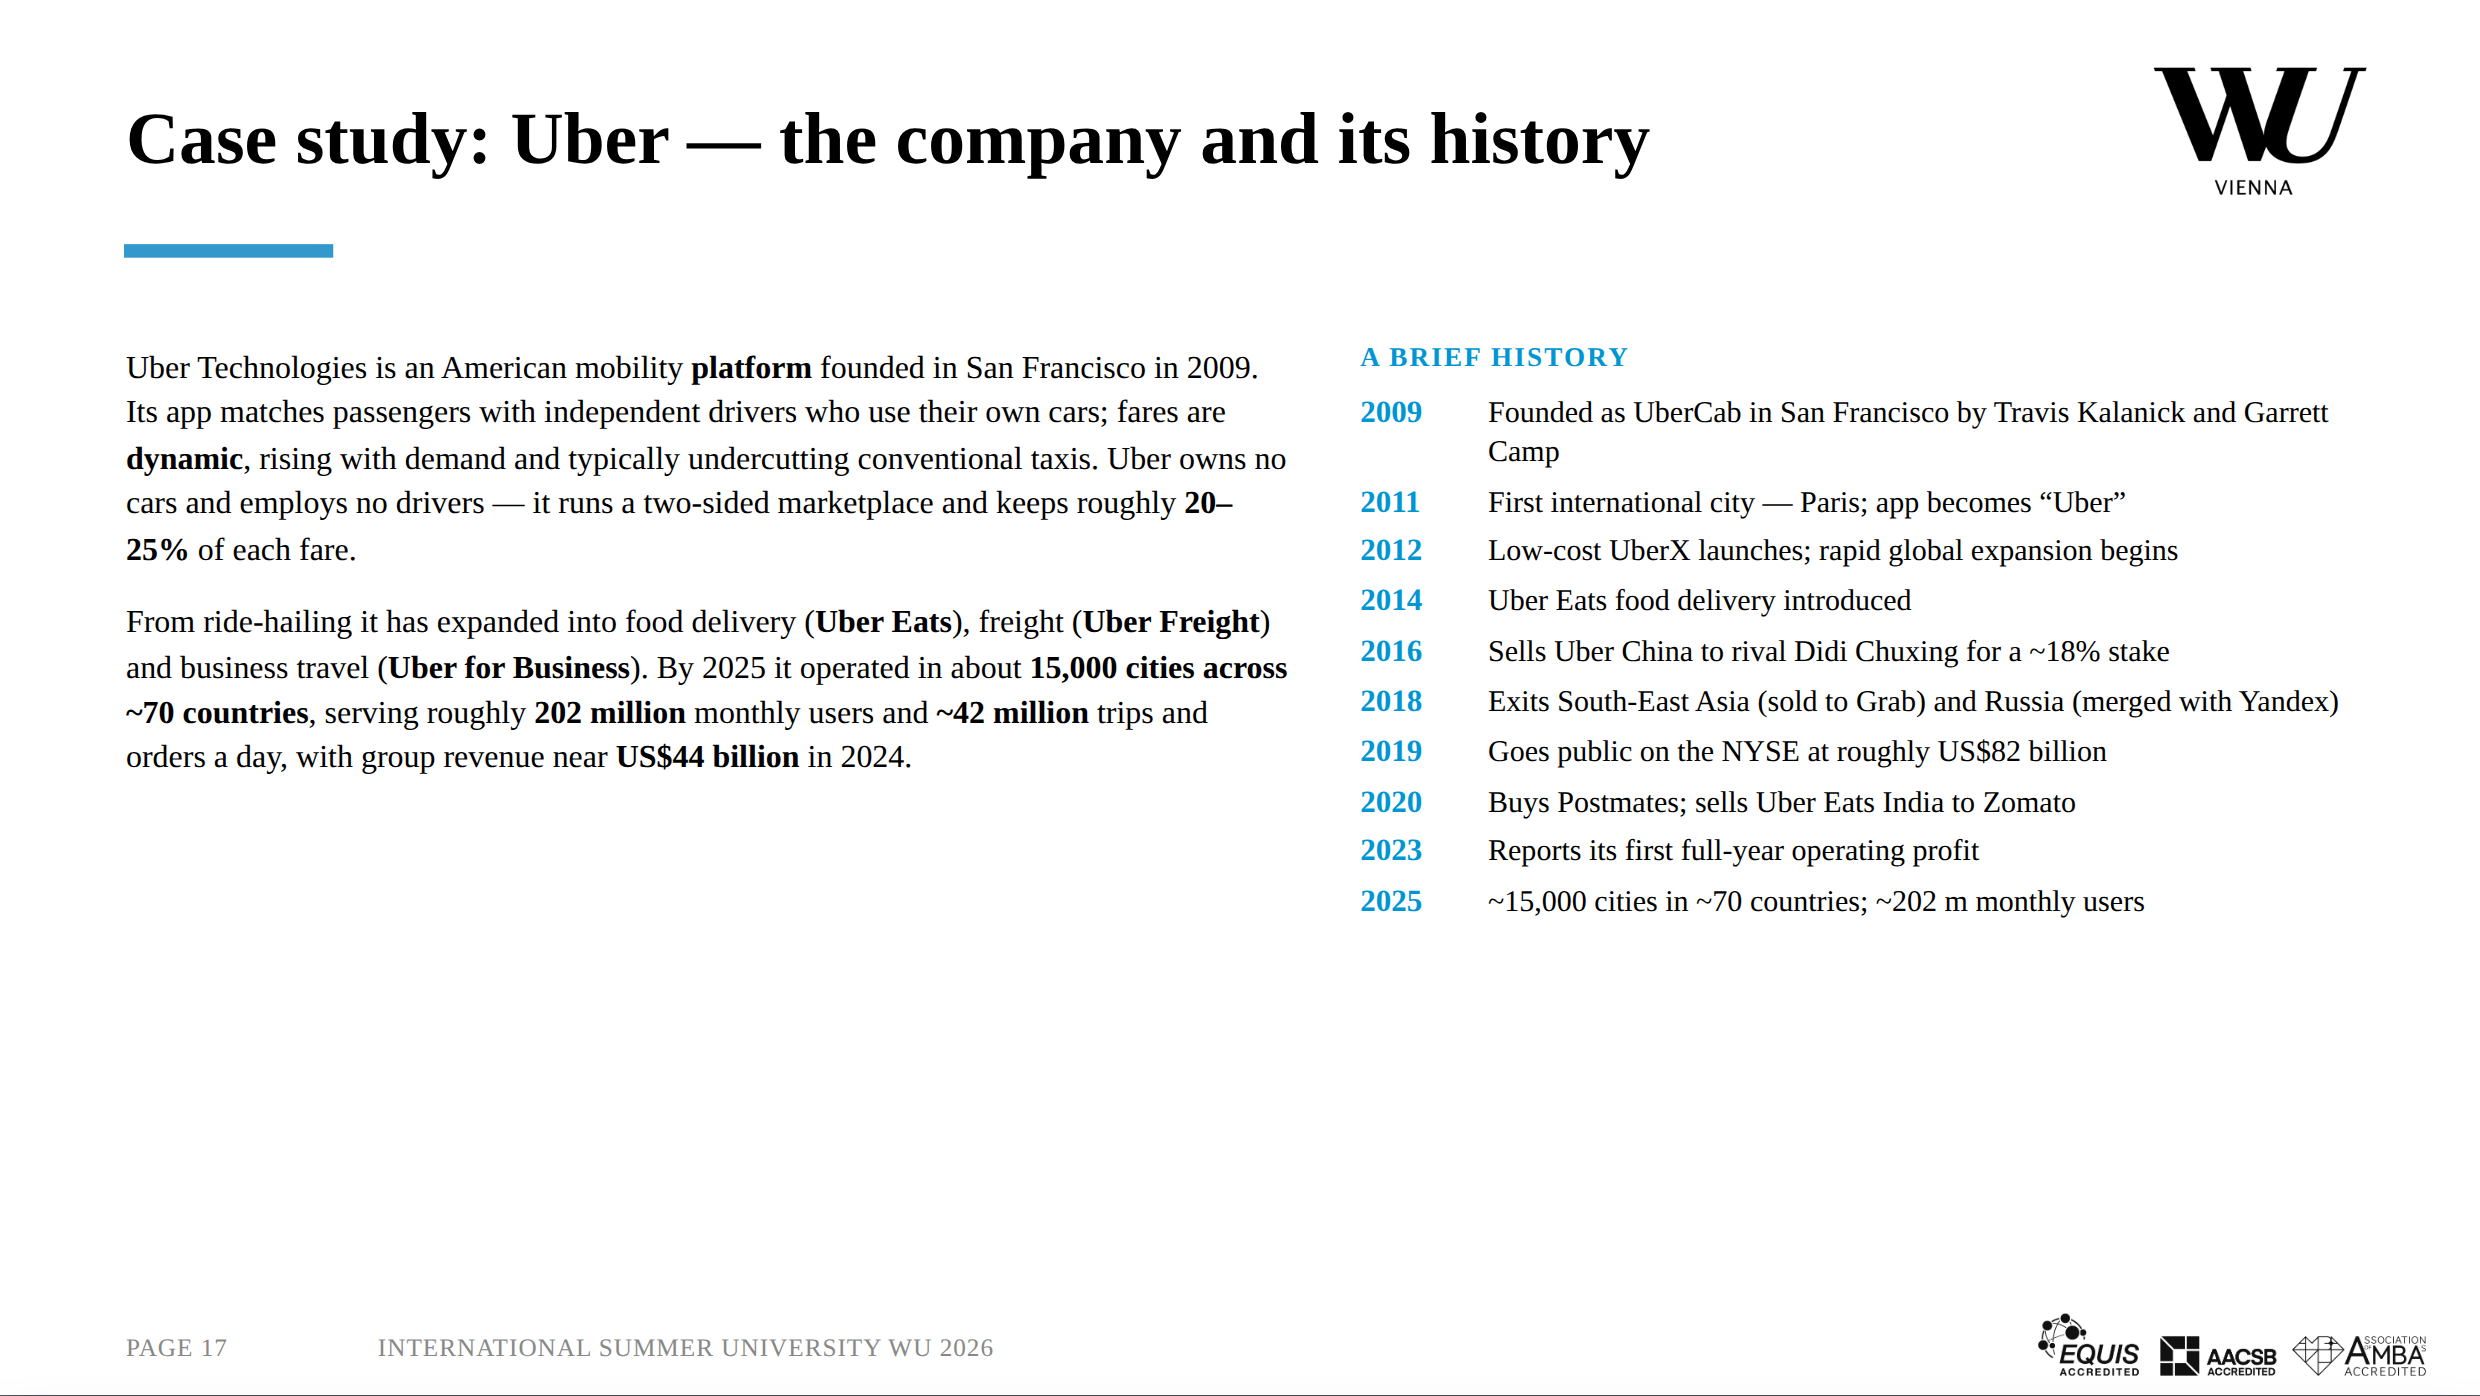 Case study: Uber — the company and its history
WU
VIENNA
Uber Technologies is an American mobility platform founded in San Francisco in 2009.
Its app matches passengers with independent drivers who use their own cars; fares are
dynamic, rising with demand and typically undercutting conventional taxis. Uber owns no
cars and employs no drivers — it runs a two-sided marketplace and keeps roughly 20–
25% of each fare.
From ride-hailing it has expanded into food delivery (Uber Eats), freight (Uber Freight)
and business travel (Uber for Business). By 2025 it operated in about 15,000 cities across
~70 countries, serving roughly 202 million monthly users and ~42 million trips and
orders a day, with group revenue near US$44 billion in 2024.
A BRIEF HISTORY
2009 Founded as UberCab in San Francisco by Travis Kalanick and Garrett
Camp
2011 First international city — Paris; app becomes “Uber”
2012 Low-cost UberX launches; rapid global expansion begins
2014 Uber Eats food delivery introduced
2016 Sells Uber China to rival Didi Chuxing for a ~18% stake
2018 Exits South-East Asia (sold to Grab) and Russia (merged with Yandex)
2019 Goes public on the NYSE at roughly US$82 billion
2020 Buys Postmates; sells Uber Eats India to Zomato
2023 Reports its first full-year operating profit
2025 ~15,000 cities in ~70 countries; ~202 m monthly users
PAGE 17 INTERNATIONAL SUMMER UNIVERSITY WU 2026
EQUIS
ACCREDITED
AACSB
ACCREDITED
ASSOCIATION
OF MBAS
ACCREDITED